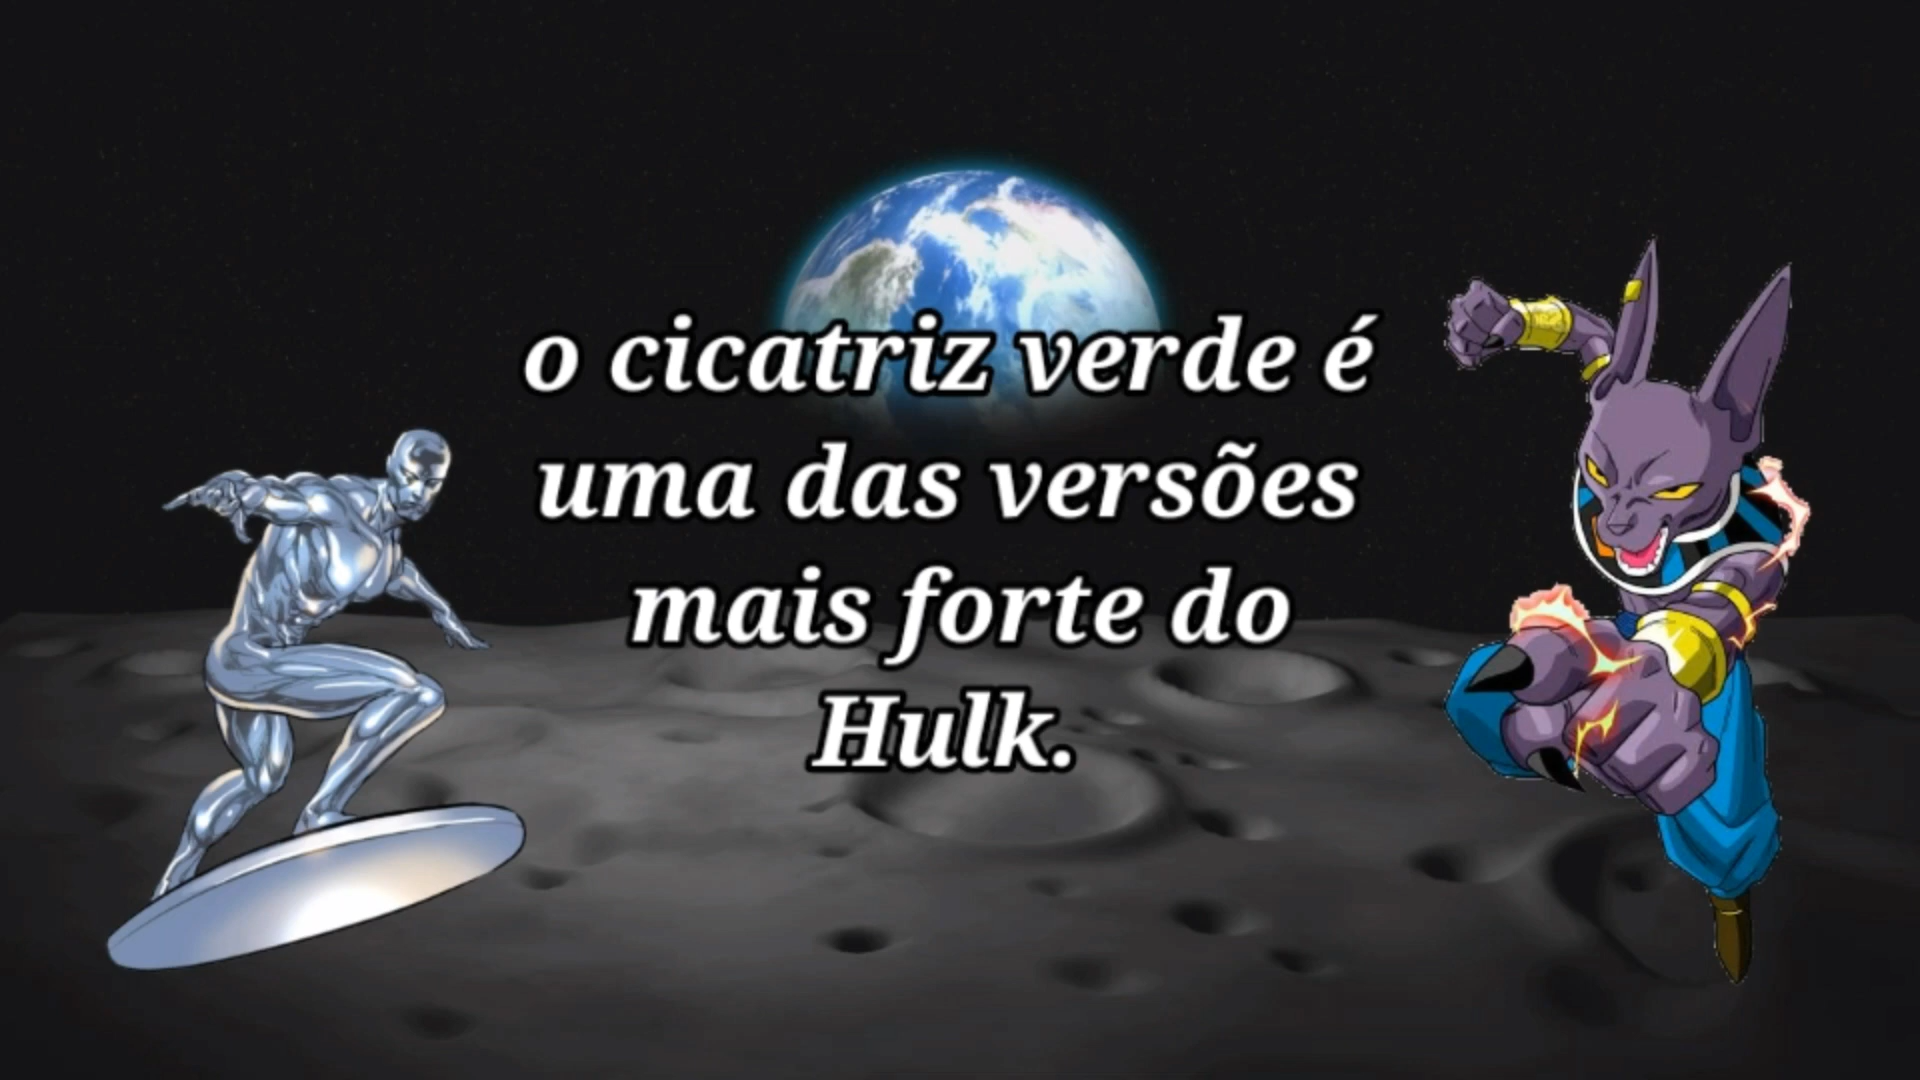 o cicatriz verde é
uma das versões
mais forte do
Hulk.